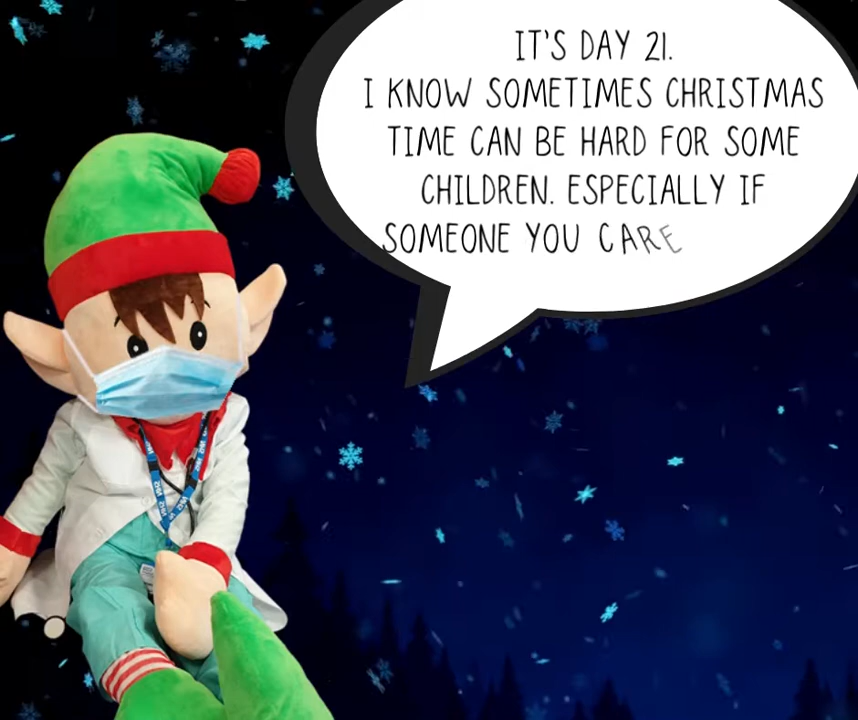 IT'S DAY 21.
I KNOW SOMETIMES CHRISTMAS
TIME CAN BE HARD FOR SOME
CHILDREN. ESPECIALLY IF
SOMEONE YOU CARE